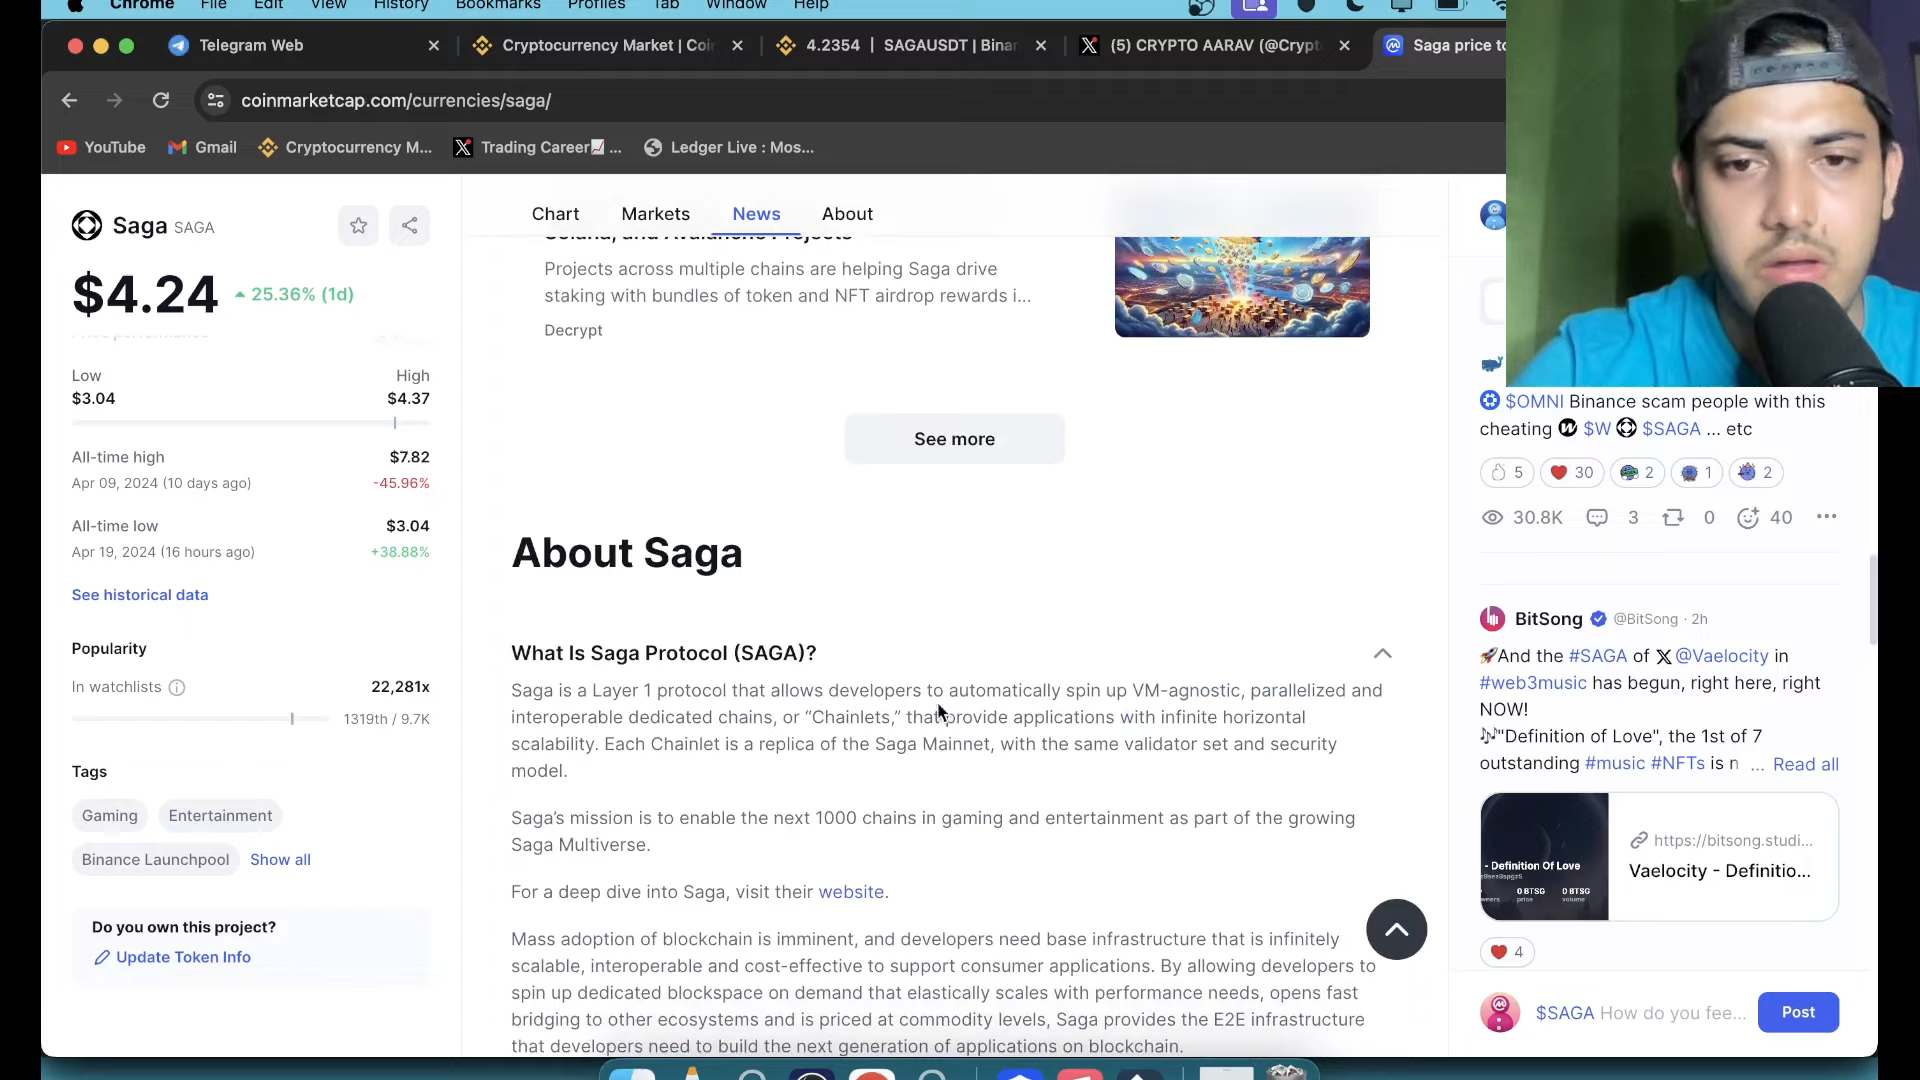 Chrome File Edit View History Bookmarks Profiles Tab Window Help
Telegram Web
Cryptocurrency Market | Coi
4.2354 | SAGAUSDT | Binar
(5) CRYPTO AARAV (@Crypt
Saga price to
coinmarketcap.com/currencies/saga/
YouTube
Gmail
Cryptocurrency M...
Trading Career📈 ...
Ledger Live : Mos...
Saga SAGA
$4.24 25.36% (1d)
Low High
$3.04 $4.37
All-time high $7.82
Apr 09, 2024 (10 days ago) -45.96%
All-time low $3.04
Apr 19, 2024 (16 hours ago) +38.88%
See historical data
Popularity
In watchlists 22,281x
1319th / 9.7K
Tags
Gaming Entertainment
Binance Launchpool Show all
Do you own this project?
Update Token Info
Chart Markets News About
Solana, and Avalanche Projects
Projects across multiple chains are helping Saga drive
staking with bundles of token and NFT airdrop rewards i...
Decrypt
See more
About Saga
What Is Saga Protocol (SAGA)?
Saga is a Layer 1 protocol that allows developers to automatically spin up VM-agnostic, parallelized and
interoperable dedicated chains, or “Chainlets,” that provide applications with infinite horizontal
scalability. Each Chainlet is a replica of the Saga Mainnet, with the same validator set and security
model.
Saga’s mission is to enable the next 1000 chains in gaming and entertainment as part of the growing
Saga Multiverse.
For a deep dive into Saga, visit their website.
Mass adoption of blockchain is imminent, and developers need base infrastructure that is infinitely
scalable, interoperable and cost-effective to support consumer applications. By allowing developers to
spin up dedicated blockspace on demand that elastically scales with performance needs, opens fast
bridging to other ecosystems and is priced at commodity levels, Saga provides the E2E infrastructure
that developers need to build the next generation of applications on blockchain.
$OMNI Binance scam people with this
cheating $W $SAGA ... etc
5 30 2 1 2
30.8K 3 0 40
BitSong @BitSong · 2h
🚀And the #SAGA of @Vaelocity in
#web3music has begun, right here, right
NOW!
🎶"Definition of Love", the 1st of 7
outstanding #music #NFTs is n ... Read all
- Definition Of Love
0 BTSG 0 BTSG
price volume
https://bitsong.studi...
Vaelocity - Definitio...
4
$SAGA How do you fee...
Post